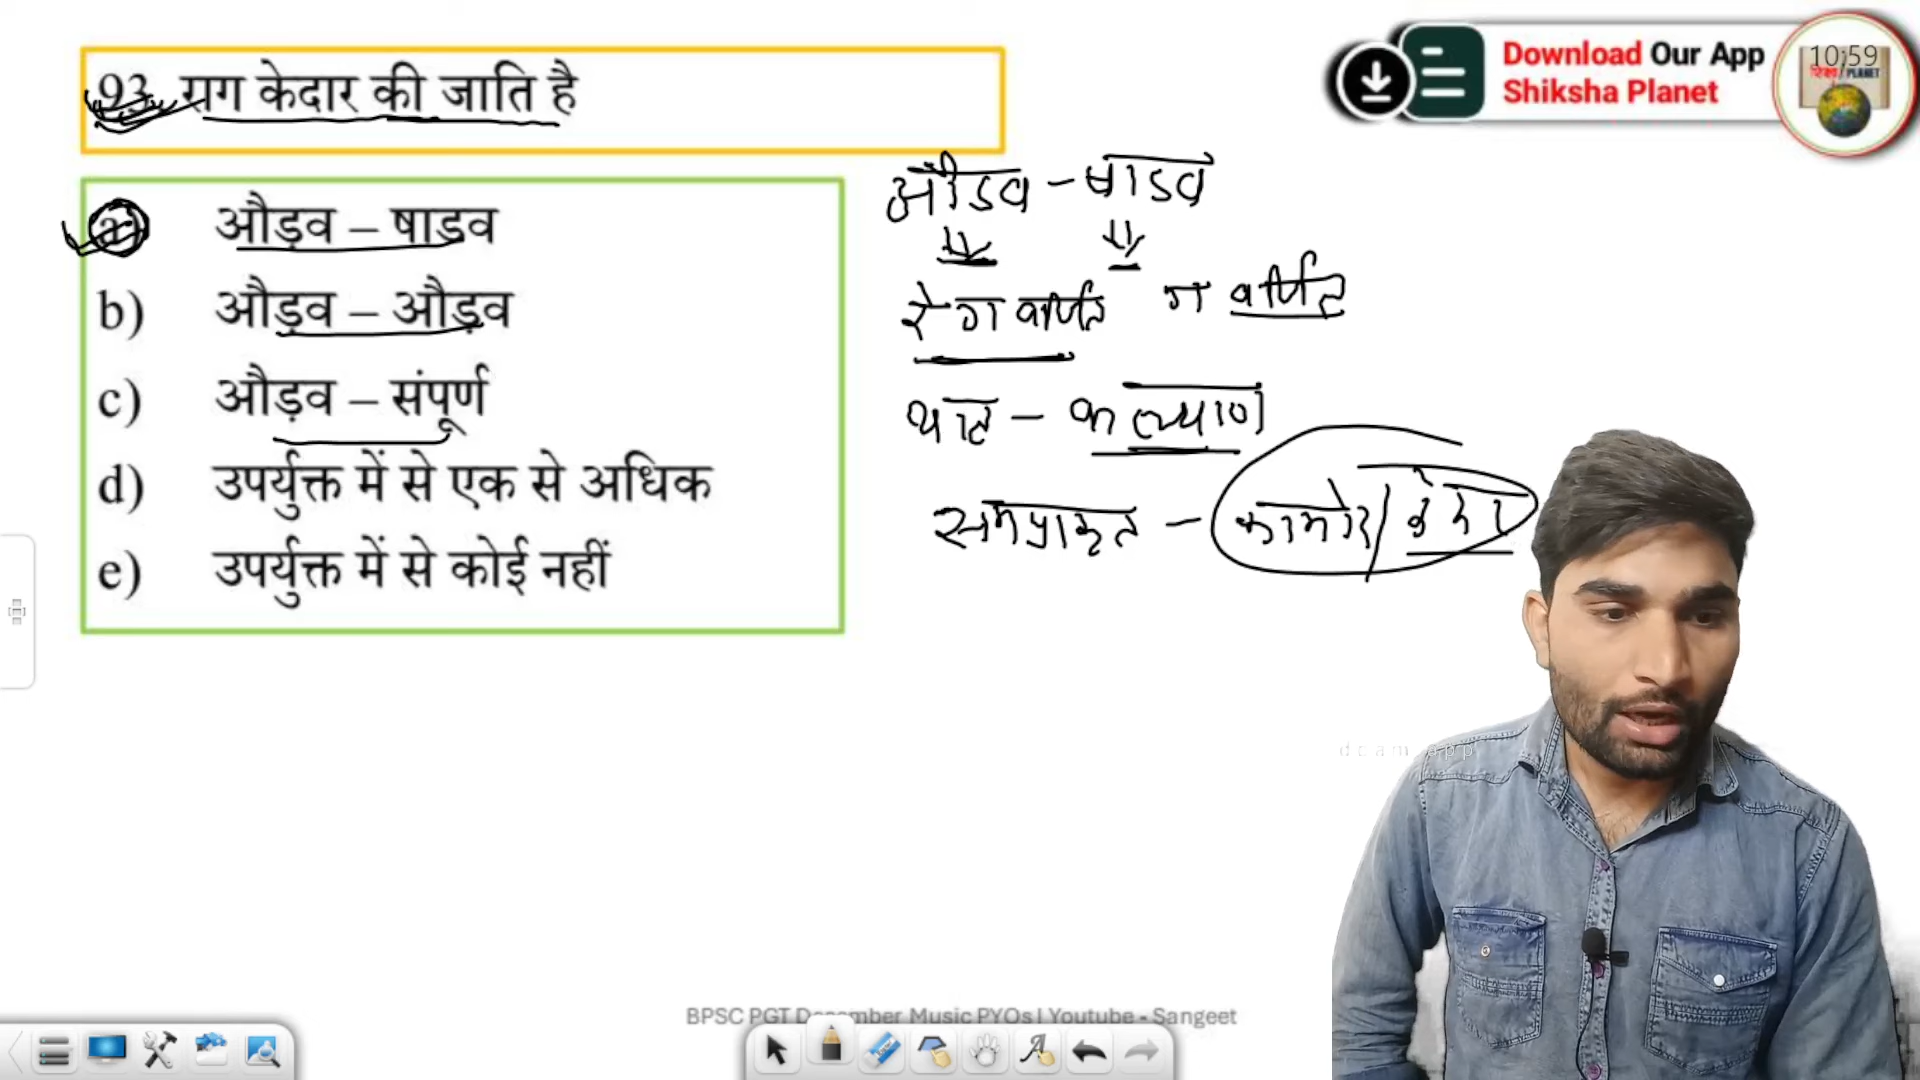 93. राग केदार की जाति है
a) औड़व – षाडव
b) औड़व – औड़व
c) औड़व – संपूर्ण
d) उपर्युक्त में से एक से अधिक
e) उपर्युक्त में से कोई नहीं
औडव – षाडव
रे ग वर्जित ग वर्जित
थाट – कल्याण
समप्राकृत –
Download Our App
Shiksha Planet
10:59
BPSC PGT December Music PYQs | Youtube - Sangeet